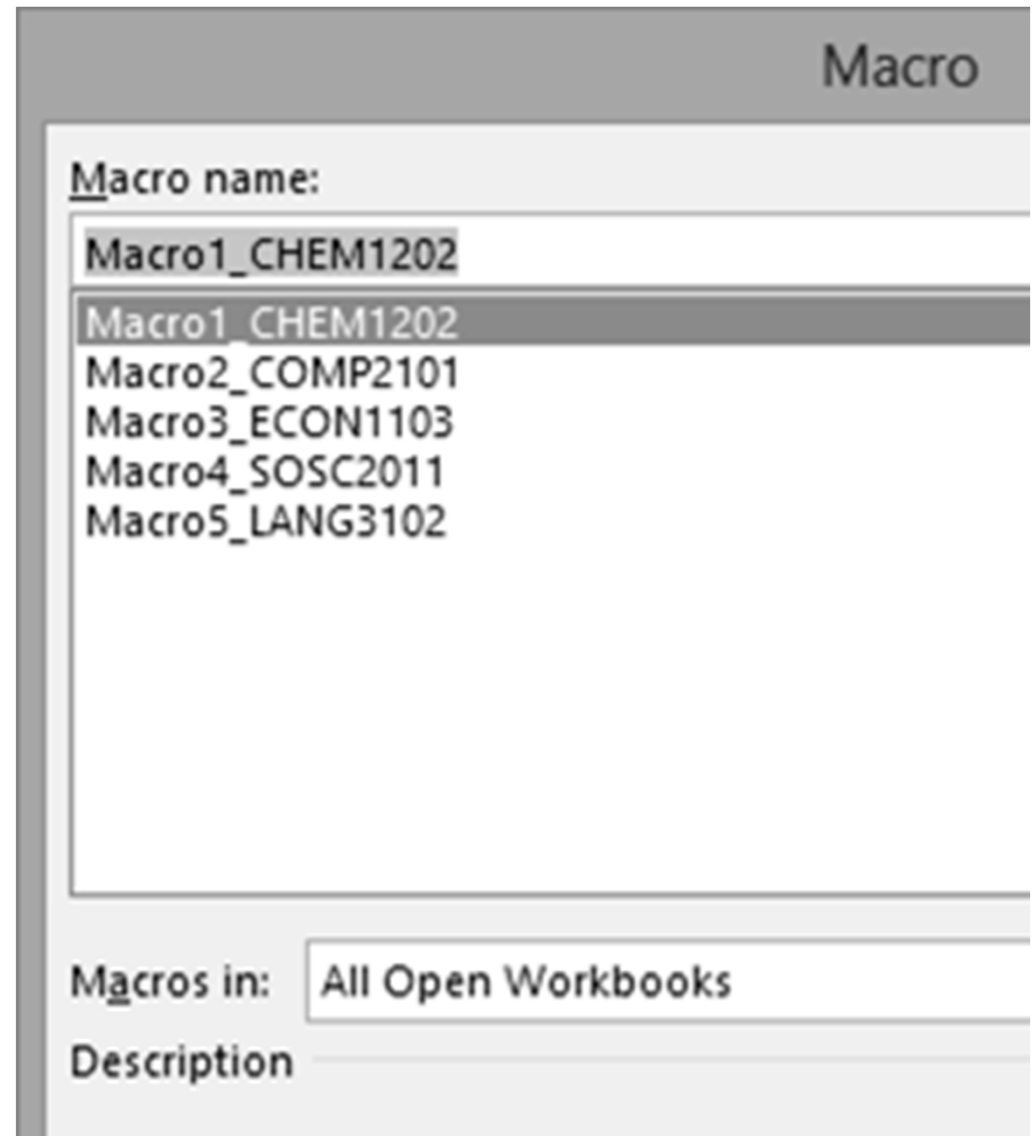 Macro
Macro name:
Macro1_CHEM1202
Macro1_CHEM1202
Macro2_COMP2101
Macro3_ECON1103
Macro4_SOSC2011
Macro5_LANG3102
Macros in: All Open Workbooks
Description